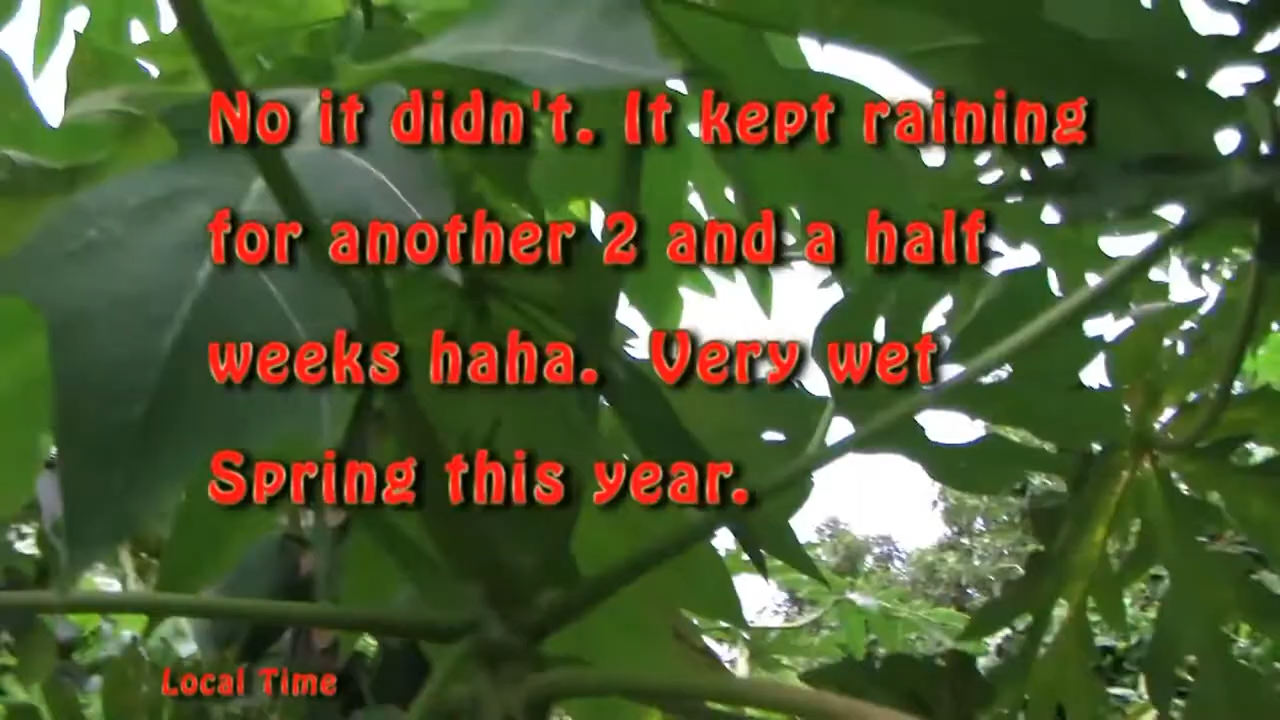 No it didn't. It kept raining
for another 2 and a half
weeks haha.  Very wet
Spring this year.
Local Time